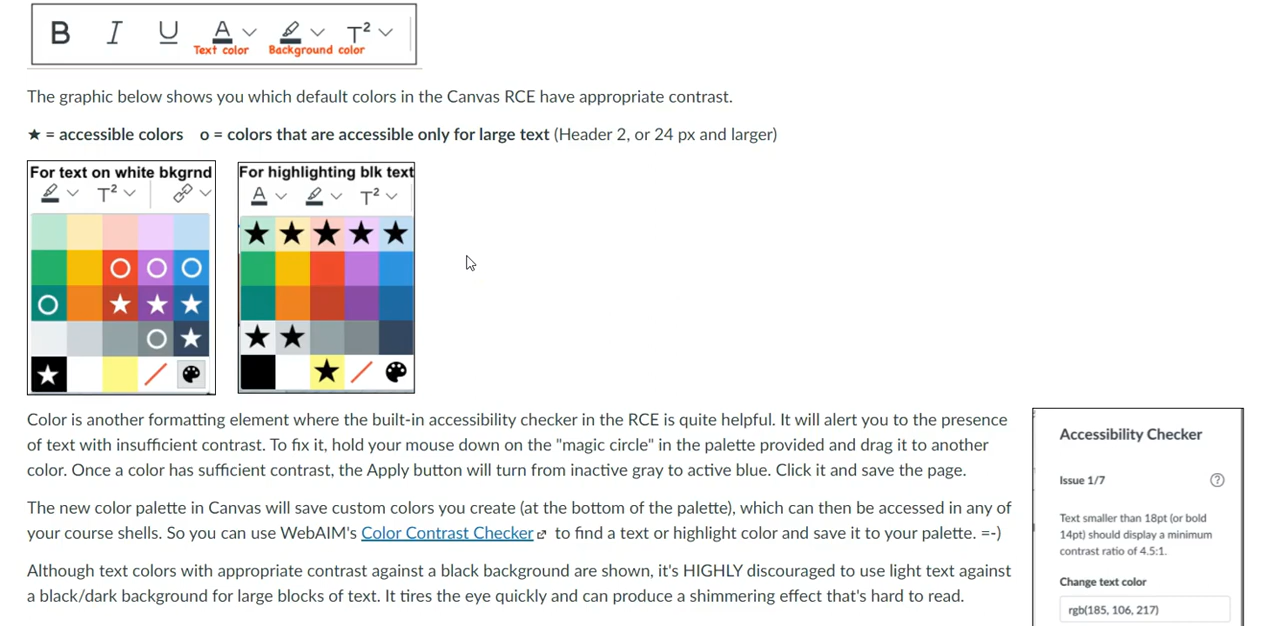 B I U A T²
Text color Background color
The graphic below shows you which default colors in the Canvas RCE have appropriate contrast.
★ = accessible colors o = colors that are accessible only for large text (Header 2, or 24 px and larger)
For text on white bkgrnd
T²
For highlighting blk text
A T²
Color is another formatting element where the built-in accessibility checker in the RCE is quite helpful. It will alert you to the presence
of text with insufficient contrast. To fix it, hold your mouse down on the "magic circle" in the palette provided and drag it to another
color. Once a color has sufficient contrast, the Apply button will turn from inactive gray to active blue. Click it and save the page.
The new color palette in Canvas will save custom colors you create (at the bottom of the palette), which can then be accessed in any of
your course shells. So you can use WebAIM's Color Contrast Checker to find a text or highlight color and save it to your palette. =-)
Although text colors with appropriate contrast against a black background are shown, it's HIGHLY discouraged to use light text against
a black/dark background for large blocks of text. It tires the eye quickly and can produce a shimmering effect that's hard to read.
Accessibility Checker
Issue 1/7 ?
Text smaller than 18pt (or bold
14pt) should display a minimum
contrast ratio of 4.5:1.
Change text color
rgb(185, 106, 217)